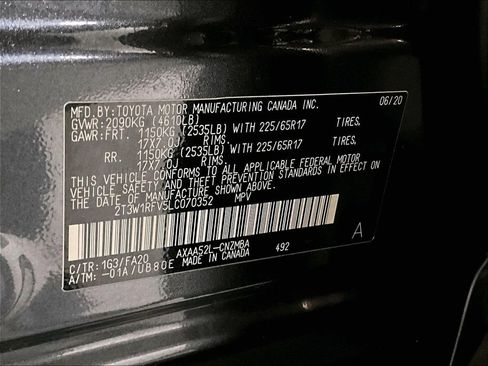 MFD.BY:TOYOTA MOTOR MANUFACTURING CANADA INC. 06/20
GVWR:2090KG (4610LB)
GAWR:FRT. 1150KG (2535LB) WITH 225/65R17 TIRES.
17X7.0J RIMS
RR. 1150KG (2535LB) WITH 225/65R17 TIRES.
17X7.0J RIMS
THIS VEHICLE CONFORMS TO ALL APPLICABLE FEDERAL MOTOR
VEHICLE SAFETY AND BUMPER STANDARDS IN EFFECT ON THE
DATE OF MANUFACTURE SHOWN ABOVE.
2T3W1RFV5LC070352 MPV
C/TR:1G3/FA20 AXAA52L-CNZMBA 492 A
A/TM:-01A/UB80E MADE IN CANADA